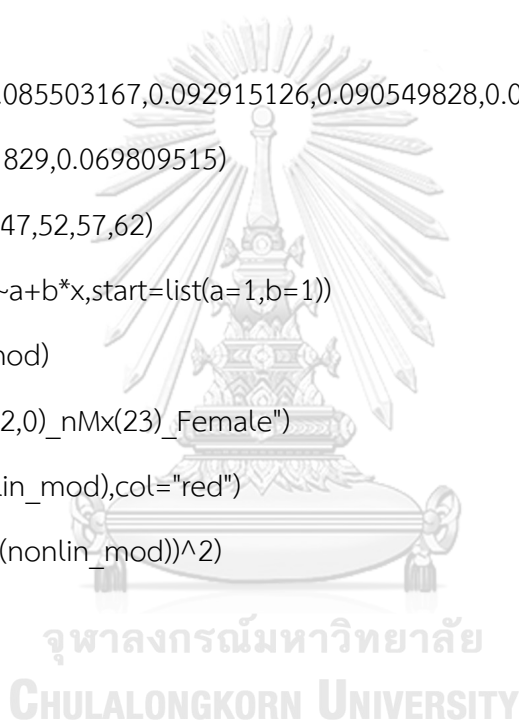 .085503167,0.092915126,0.090549828,0.0
829,0.069809515)
47,52,57,62)
~a+b*x,start=list(a=1,b=1))
nod)
2,0)_nMx(23)_Female")
lin_mod),col="red")
(nonlin_mod))^2)
จุฬาลงกรณ์มหาวิทยาลัย
CHULALONGKORN UNIVERSITY